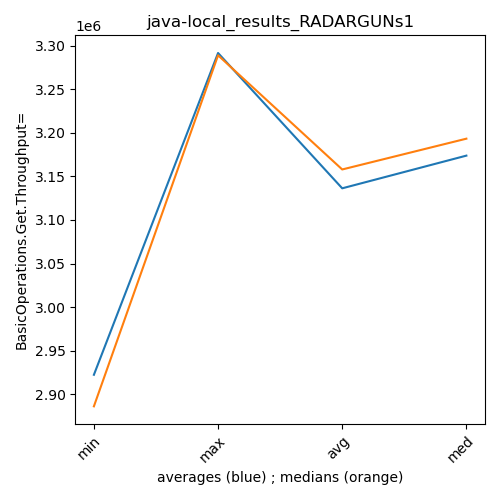 java-local_results_RADARGUNs1
1e6
3.30
3.25
3.20
3.15
3.10
3.05
3.00
2.95
2.90
BasicOperations.Get.Throughput=
min
max
avg
med
averages (blue) ; medians (orange)